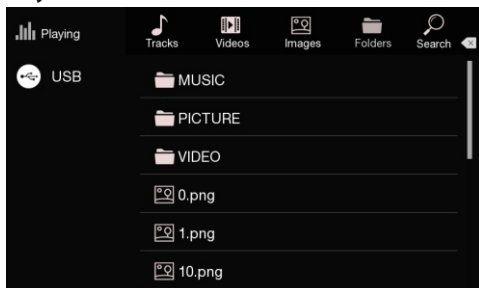 Playing
Tracks Videos Images Folders Search
USB
MUSIC
PICTURE
VIDEO
0.png
1.png
10.png